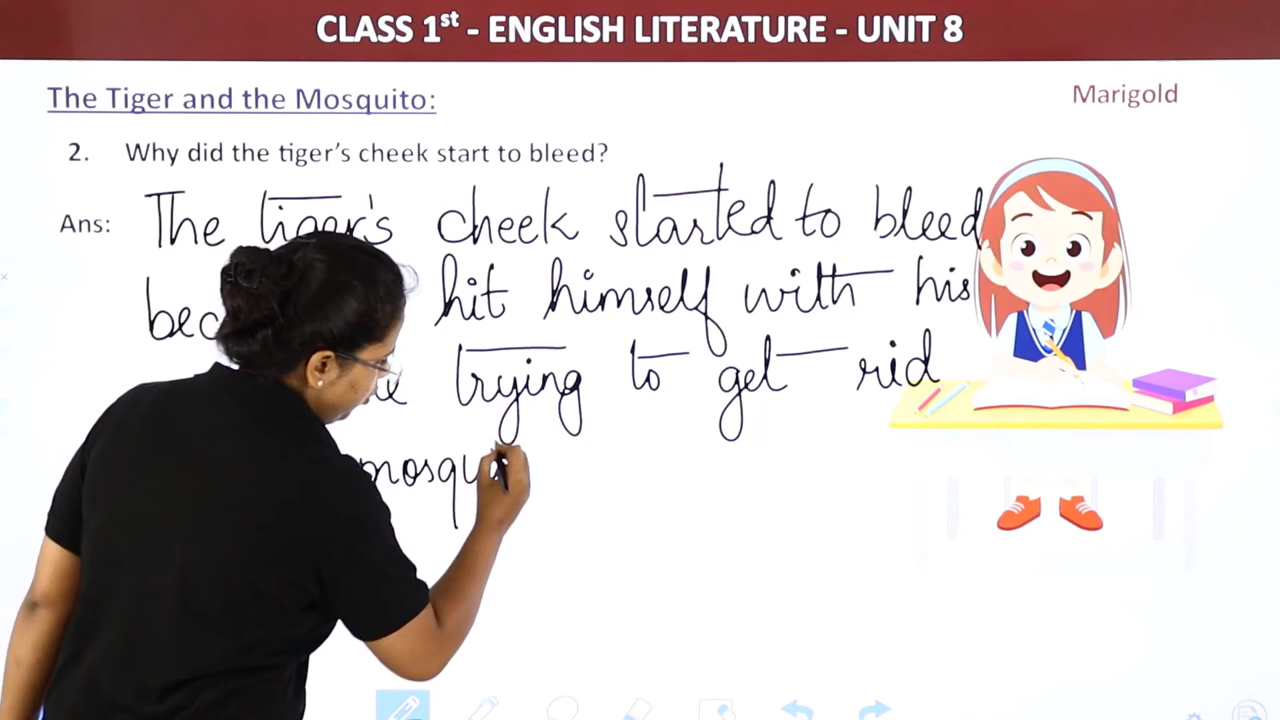 CLASS 1st - ENGLISH LITERATURE - UNIT 8
The Tiger and the Mosquito:
Marigold
2. Why did the tiger's cheek start to bleed?
Ans: The tiger's cheek started to bleed
hit himself with his
trying to get rid